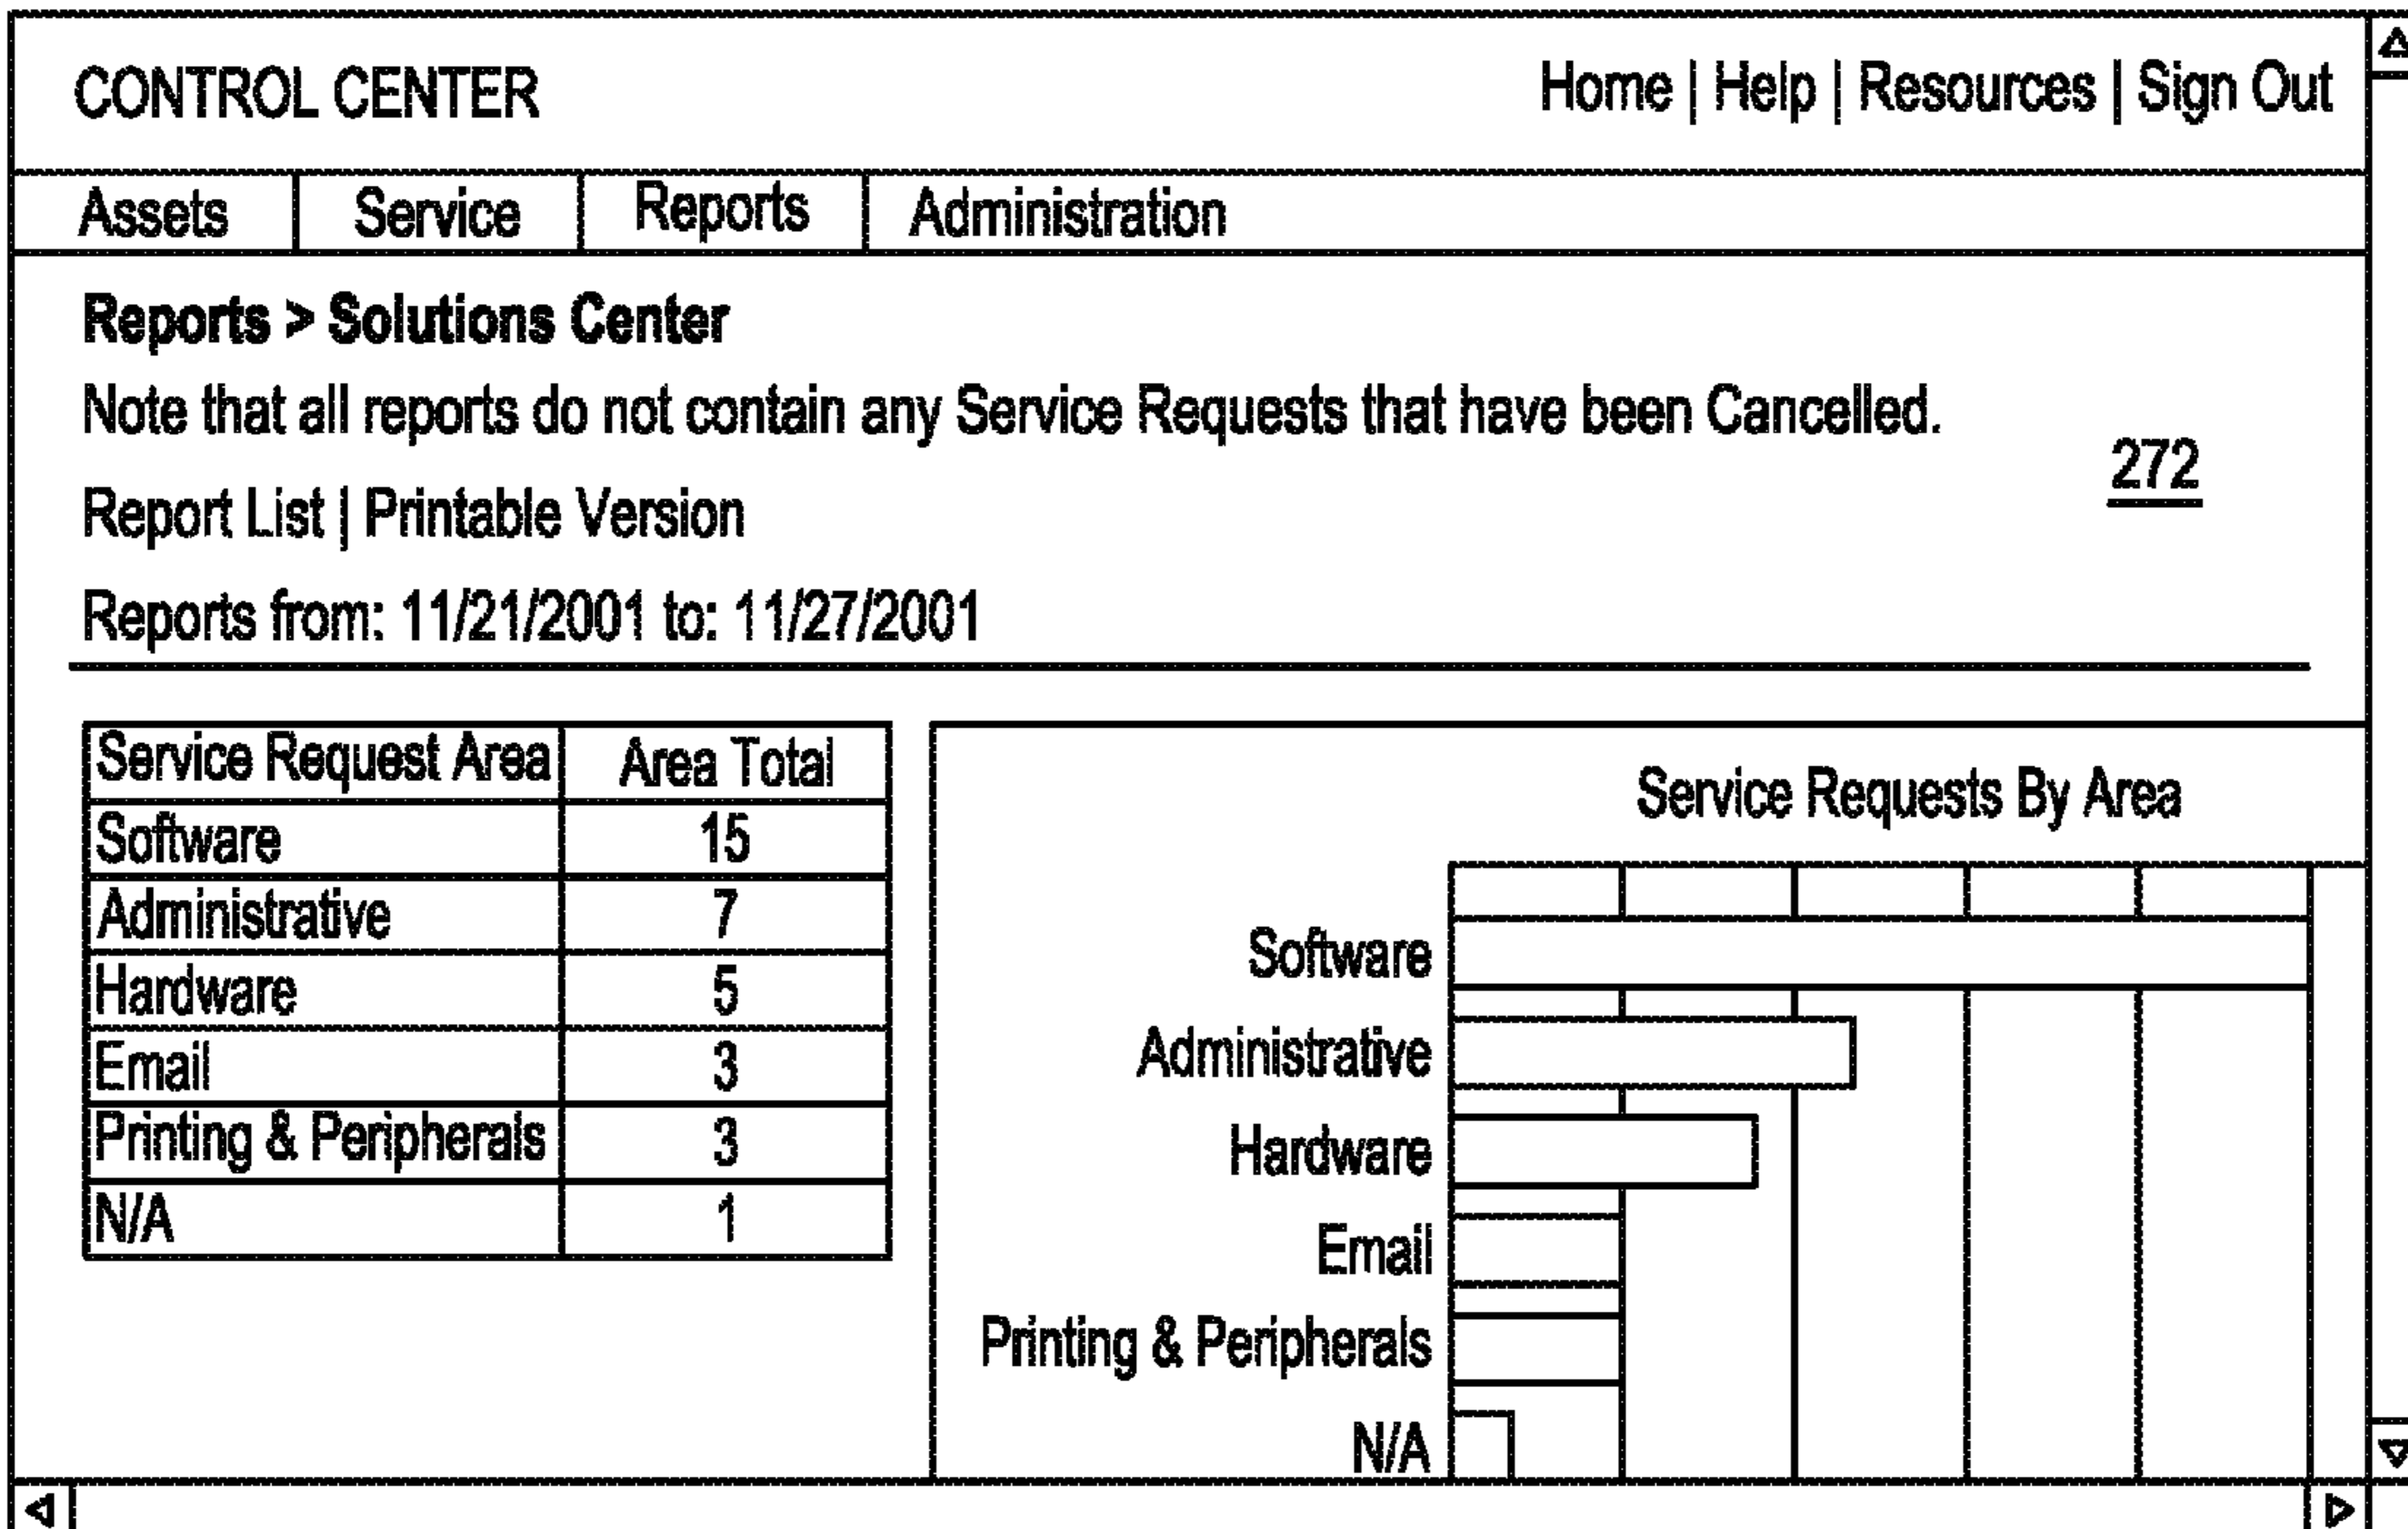 CONTROL CENTER
Home | Help | Resources | Sign Out
Assets Service Reports Administration
Reports > Solutions Center
Note that all reports do not contain any Service Requests that have been Cancelled.
272
Report List | Printable Version
Reports from: 11/21/2001 to: 11/27/2001
Service Request Area Area Total
Software 15
Administrative 7
Hardware 5
Email 3
Printing & Peripherals 3
N/A 1
Service Requests By Area
Software
Administrative
Hardware
Email
Printing & Peripherals
N/A